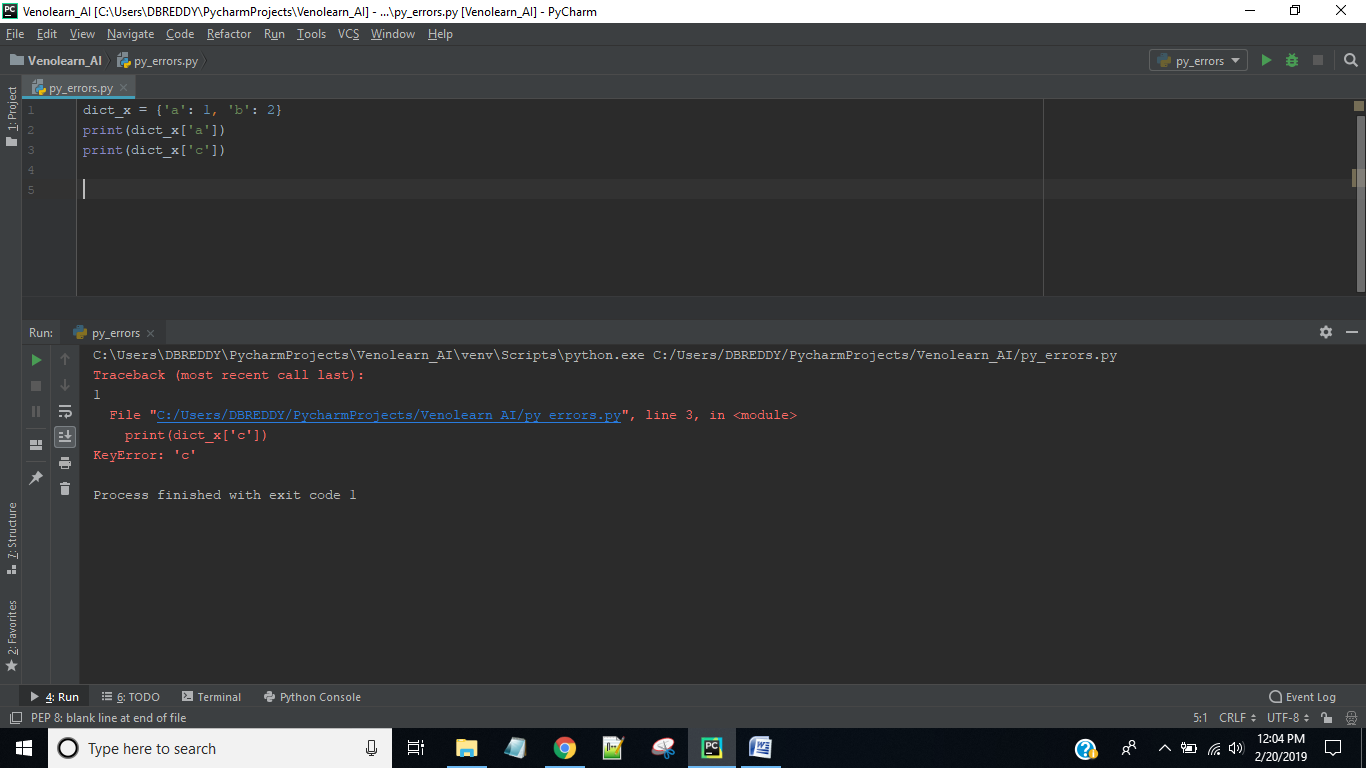 Venolearn_AI [C:\Users\DBREDDY\PycharmProjects\Venolearn_AI] - ...\py_errors.py [Venolearn_AI] - PyCharm
File Edit View Navigate Code Refactor Run Tools VCS Window Help
Venolearn_AI py_errors.py py_errors
1: Project
py_errors.py
1 dict_x = {'a': 1, 'b': 2}
2 print(dict_x['a'])
3 print(dict_x['c'])
4
5
Run: py_errors
C:\Users\DBREDDY\PycharmProjects\Venolearn_AI\venv\Scripts\python.exe C:/Users/DBREDDY/PycharmProjects/Venolearn_AI/py_errors.py
Traceback (most recent call last):
1
File "C:/Users/DBREDDY/PycharmProjects/Venolearn_AI/py_errors.py", line 3, in <module>
print(dict_x['c'])
KeyError: 'c'
Process finished with exit code 1
7: Structure
2: Favorites
4: Run 6: TODO Terminal Python Console Event Log
PEP 8: blank line at end of file 5:1 CRLF UTF-8
Type here to search
12:04 PM
2/20/2019